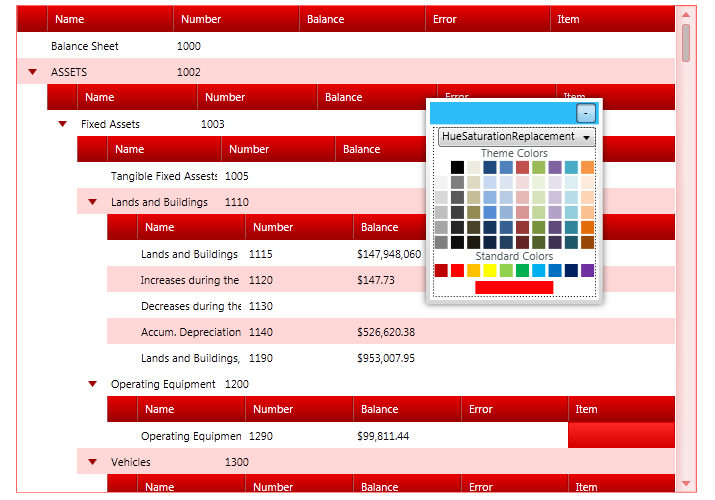 Name Number Balance Error Item
Balance Sheet 1000
ASSETS 1002
Name Number Balance Error Item
-
Fixed Assets 1003
HueSaturationReplacement
Name Number Balance
Theme Colors
Tangible Fixed Assests 1005
Lands and Buildings 1110
Name Number Balance
Lands and Buildings 1115 $147,948,060
Standard Colors
Increases during the 1120 $147.73
Decreases during the 1130
Accum. Depreciation 1140 $526,620.38
Lands and Buildings, 1190 $953,007.95
Operating Equipment 1200
Name Number Balance Error Item
Operating Equipmen 1290 $99,811.44
Vehicles 1300
Name Number Balance Error Item